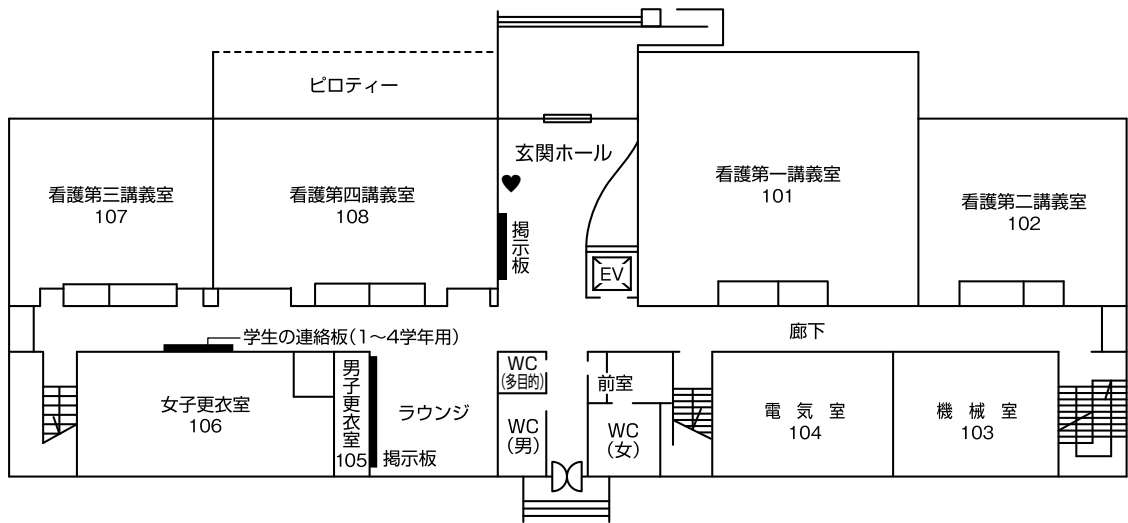 ピロティー
玄関ホール
看護第三講義室
107
看護第四講義室
108
掲示板
EV
看護第一講義室
101
看護第二講義室
102
学生の連絡板(1〜4学年用)
廊下
女子更衣室
106
男子更衣室
105
ラウンジ
掲示板
WC
(多目的)
WC
(男)
前室
WC
(女)
電気室
104
機械室
103